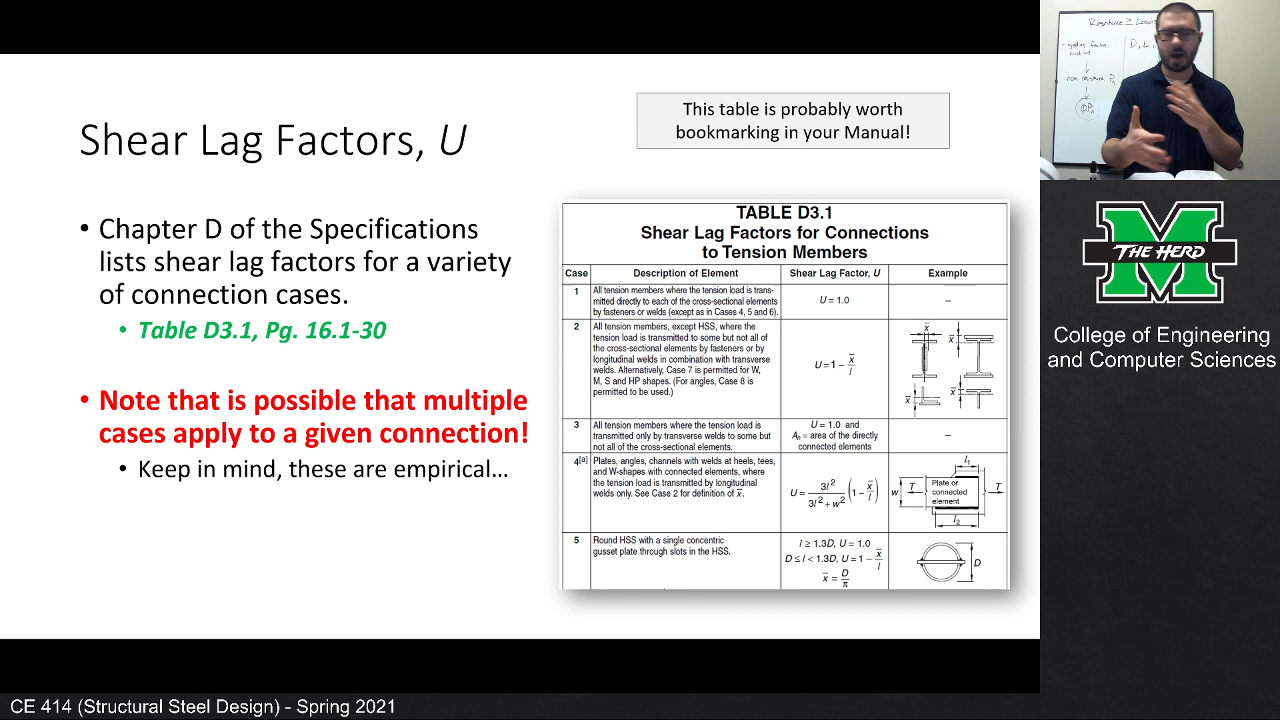 Shear Lag Factors, U
This table is probably worth
bookmarking in your Manual!
• Chapter D of the Specifications
lists shear lag factors for a variety
of connection cases.
• Table D3.1, Pg. 16.1-30
• Note that is possible that multiple
cases apply to a given connection!
• Keep in mind, these are empirical…
TABLE D3.1
Shear Lag Factors for Connections
to Tension Members
Case Description of Element Shear Lag Factor, U Example
1 All tension members where the tension load is trans-
mitted directly to each of the cross-sectional elements
by fasteners or welds (except as in Cases 4, 5 and 6).
U = 1.0
–
2 All tension members, except HSS, where the
tension load is transmitted to some but not all of
the cross-sectional elements by fasteners or by
longitudinal welds in combination with transverse
welds. Alternatively, Case 7 is permitted for W,
M, S and HP shapes. (For angles, Case 8 is
permitted to be used.)
U = 1 – x̅/l
x̅
x̅
x̅
x̅
3 All tension members where the tension load is
transmitted only by transverse welds to some but
not all of the cross-sectional elements.
U = 1.0 and
Aₙ = area of the directly
connected elements
–
4[a] Plates, angles, channels with welds at heels, tees,
and W-shapes with connected elements, where
the tension load is transmitted by longitudinal
welds only. See Case 2 for definition of x̅.
U = 3l²/(3l² + w²) (1 – x̅/l)
l₁
w T Plate or T
connected
element
l₂
5 Round HSS with a single concentric
gusset plate through slots in the HSS.
l ≥ 1.3D, U = 1.0
D ≤ l < 1.3D, U = 1 – x̅/l
x̅ = D/π
D
Resistance ≥ Loads
D, L,
ΦPₙ
THE HERD
College of Engineering
and Computer Sciences
CE 414 (Structural Steel Design) - Spring 2021